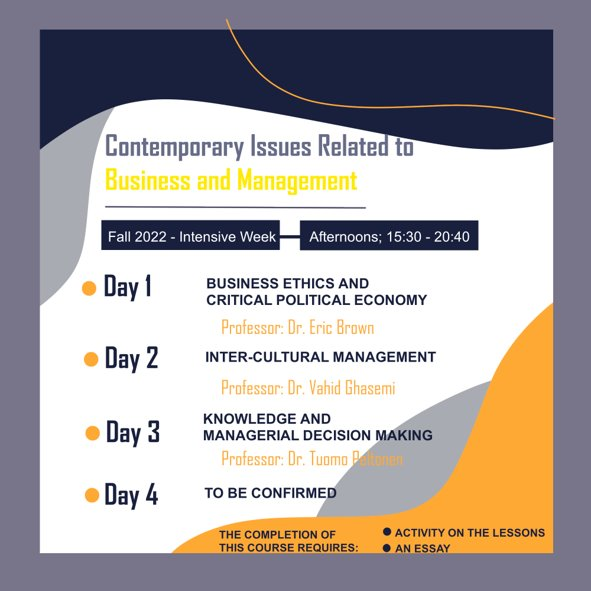 Contemporary Issues Related to
Business and Management
Fall 2022 - Intensive Week
Afternoons; 15:30 - 20:40
Day 1
BUSINESS ETHICS AND
CRITICAL POLITICAL ECONOMY
Professor: Dr. Eric Brown
Day 2
INTER-CULTURAL MANAGEMENT
Professor: Dr. Vahid Ghasemi
Day 3
KNOWLEDGE AND
MANAGERIAL DECISION MAKING
Professor: Dr. Tuomo Peltonen
Day 4
TO BE CONFIRMED
THE COMPLETION OF
THIS COURSE REQUIRES:
ACTIVITY ON THE LESSONS
AN ESSAY